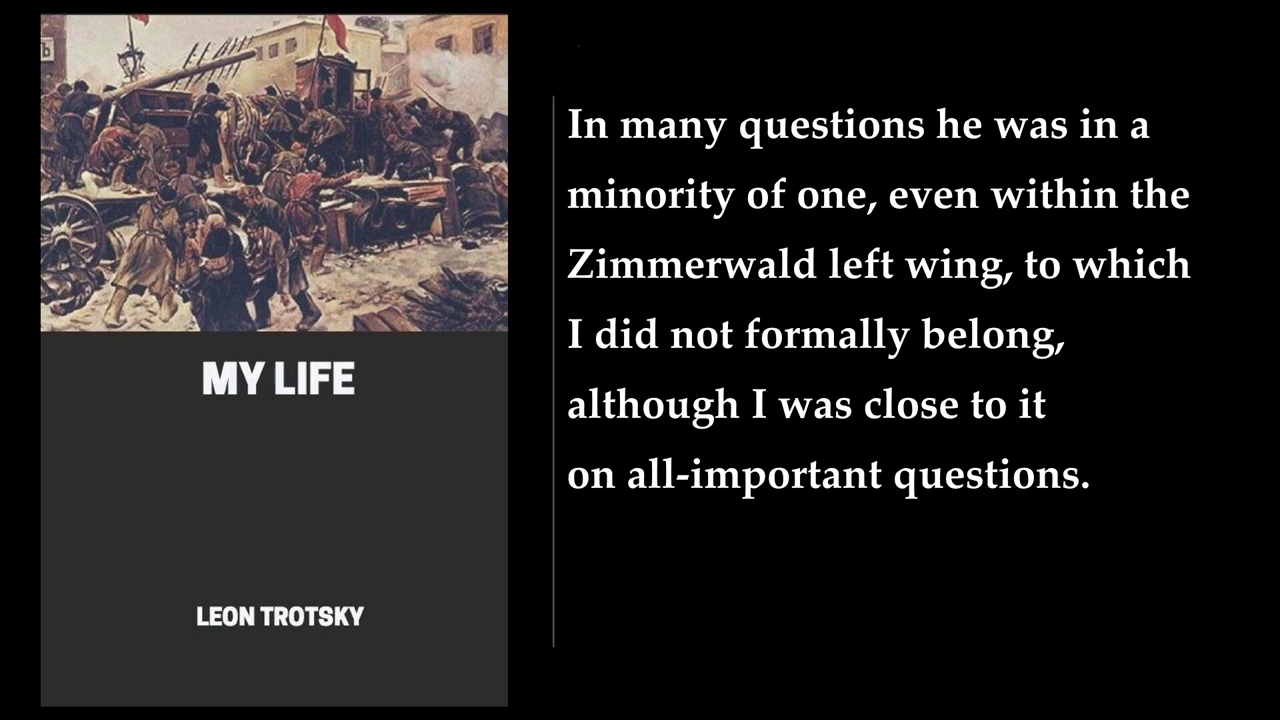 MY LIFE
LEON TROTSKY
In many questions he was in a
minority of one, even within the
Zimmerwald left wing, to which
I did not formally belong,
although I was close to it
on all-important questions.